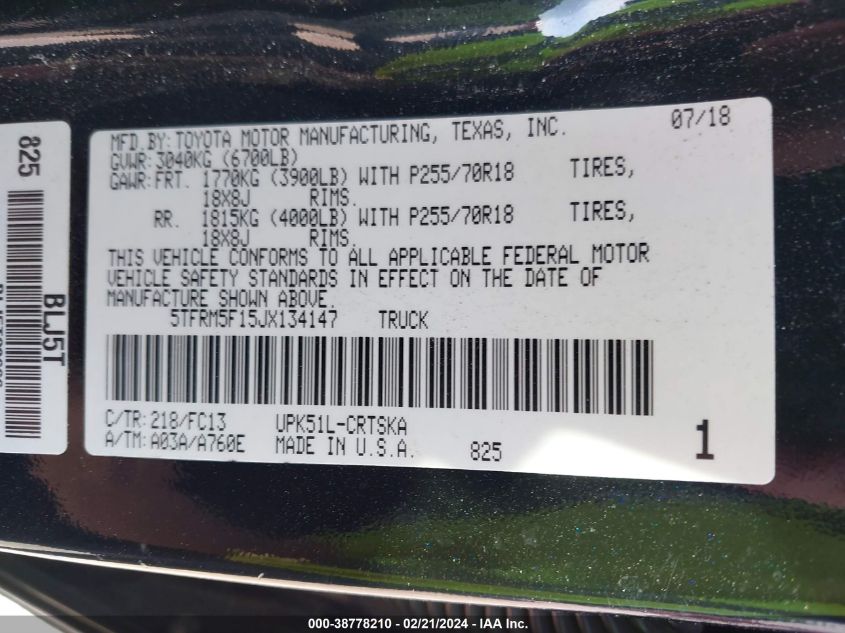 MFD.BY:TOYOTA MOTOR MANUFACTURING, TEXAS, INC. 07/18
GVWR:3040KG (6700LB)
GAWR:FRT. 1770KG (3900LB) WITH P255/70R18 TIRES,
18X8J RIMS.
RR. 1815KG (4000LB) WITH P255/70R18 TIRES,
18X8J RIMS.
THIS VEHICLE CONFORMS TO ALL APPLICABLE FEDERAL MOTOR
VEHICLE SAFETY STANDARDS IN EFFECT ON THE DATE OF
MANUFACTURE SHOWN ABOVE.
5TFRM5F15JX134147 TRUCK
C/TR:218/FC13 UPK51L-CRTSKA
A/TM:A03A/A760E MADE IN U.S.A. 825 1
825
BLJ5T
000-38778210 - 02/21/2024 - IAA Inc.